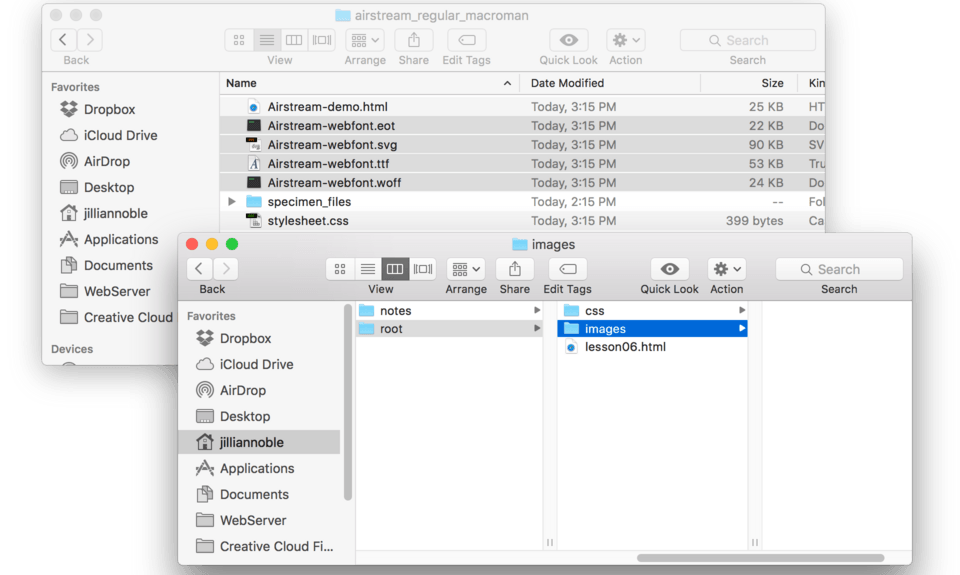 airstream_regular_macroman
Back View Arrange Share Edit Tags Quick Look Action Search
Search
Name Date Modified Size Kin
Favorites
Dropbox
iCloud Drive
AirDrop
Desktop
jilliannoble
Applications
Documents
WebServer
Creative Cloud
Devices
Airstream-demo.html Today, 3:15 PM 25 KB HT
Airstream-webfont.eot Today, 3:15 PM 22 KB Do
Airstream-webfont.svg Today, 3:15 PM 90 KB SV
Airstream-webfont.ttf Today, 3:15 PM 53 KB Tru
Airstream-webfont.woff Today, 3:15 PM 24 KB Do
specimen_files Today, 2:15 PM -- Fol
stylesheet.css Today, 3:15 PM 399 bytes Ca
images
Search
Back View Arrange Share Edit Tags Quick Look Action Search
Favorites
Dropbox
iCloud Drive
AirDrop
Desktop
jilliannoble
Applications
Documents
WebServer
Creative Cloud Fi...
notes
root
css
images
lesson06.html